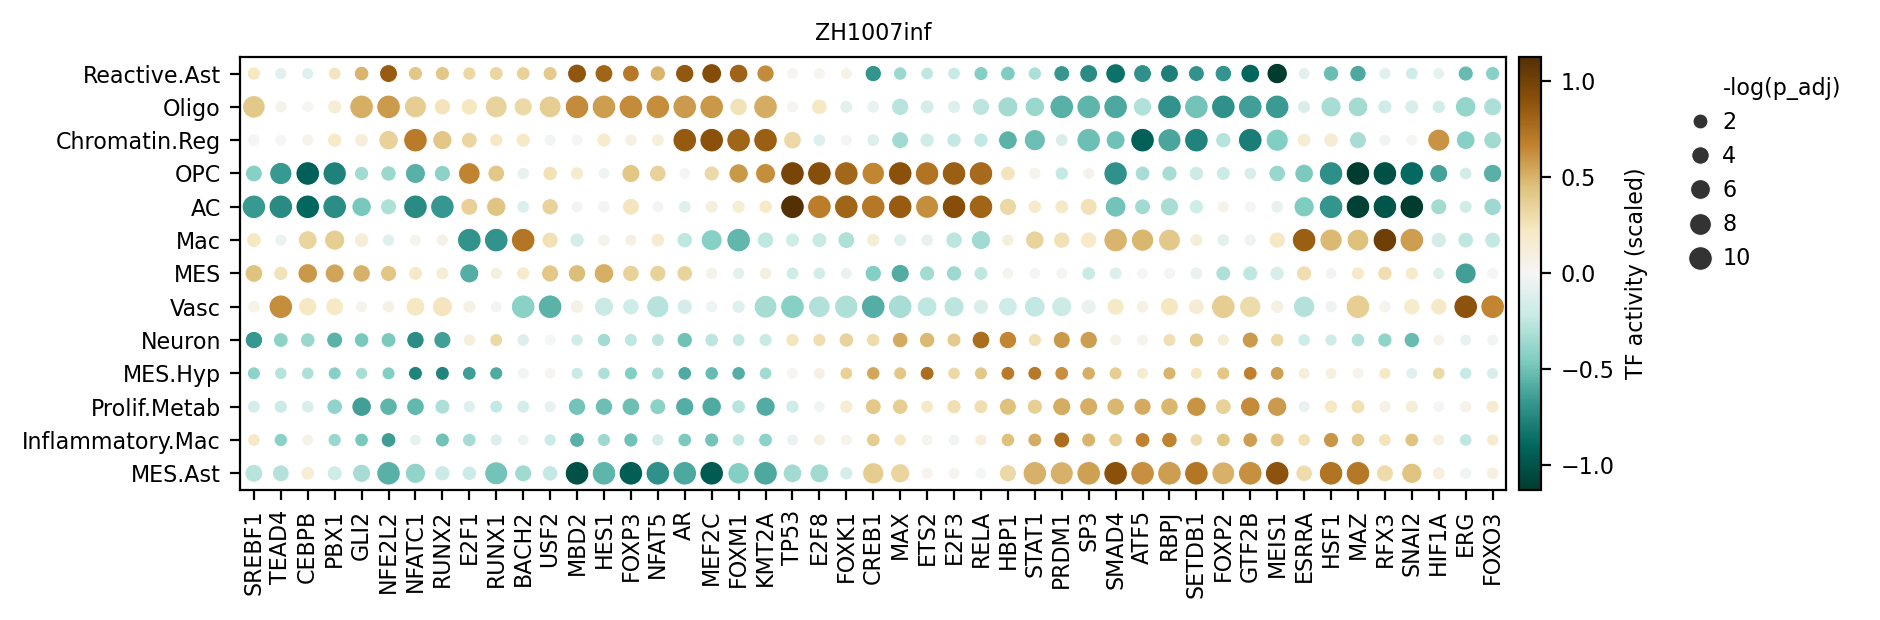 ZH1007inf
Reactive.Ast
Oligo
Chromatin.Reg
OPC
AC
Mac
MES
Vasc
Neuron
MES.Hyp
Prolif.Metab
Inflammatory.Mac
MES.Ast
SREBF1
TEAD4
CEBPB
PBX1
GLI2
NFE2L2
NFATC1
RUNX2
E2F1
RUNX1
BACH2
USF2
MBD2
HES1
FOXP3
NFAT5
AR
MEF2C
FOXM1
KMT2A
TP53
E2F8
FOXK1
CREB1
MAX
ETS2
E2F3
RELA
HBP1
STAT1
PRDM1
SP3
SMAD4
ATF5
RBPJ
SETDB1
FOXP2
GTF2B
MEIS1
ESRRA
HSF1
MAZ
RFX3
SNAI2
HIF1A
ERG
FOXO3
1.0
0.5
0.0
−0.5
−1.0
TF activity (scaled)
-log(p_adj)
2
4
6
8
10